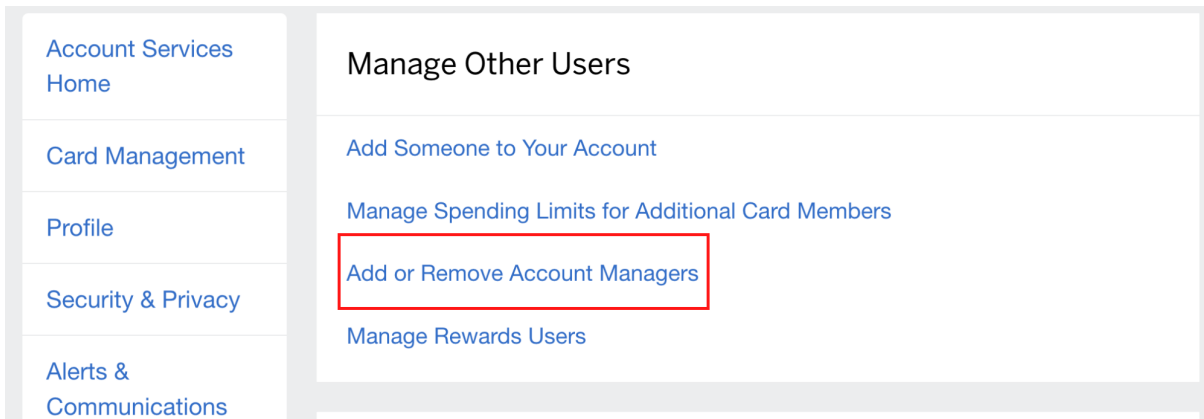 Account Services
Home
Card Management
Profile
Security & Privacy
Alerts &
Communications
Manage Other Users
Add Someone to Your Account
Manage Spending Limits for Additional Card Members
Add or Remove Account Managers
Manage Rewards Users